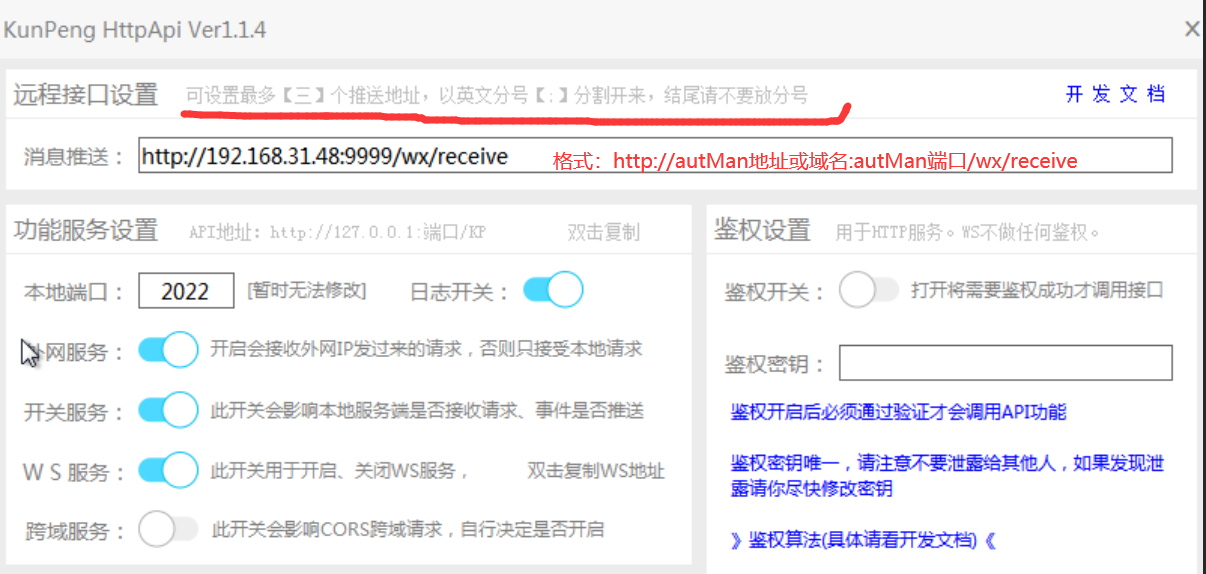 KunPeng HttpApi Ver1.1.4
远程接口设置 可设置最多【三】个推送地址，以英文分号【;】分割开来，结尾请不要放分号 开 发 文 档
消息推送： http://192.168.31.48:9999/wx/receive 格式：http://autMan地址或域名:autMan端口/wx/receive
功能服务设置 API地址：http://127.0.0.1:端口/KP 双击复制
本地端口： 2022 [暂时无法修改] 日志开关：
外网服务： 开启会接收外网IP发过来的请求，否则只接受本地请求
开关服务： 此开关会影响本地服务端是否接收请求、事件是否推送
W S 服务： 此开关用于开启、关闭WS服务， 双击复制WS地址
跨域服务： 此开关会影响CORS跨域请求，自行决定是否开启
鉴权设置 用于HTTP服务。WS不做任何鉴权。
鉴权开关： 打开将需要鉴权成功才调用接口
鉴权密钥：
鉴权开启后必须通过验证才会调用API功能
鉴权密钥唯一，请注意不要泄露给其他人，如果发现泄
露请你尽快修改密钥
》鉴权算法(具体请看开发文档)《